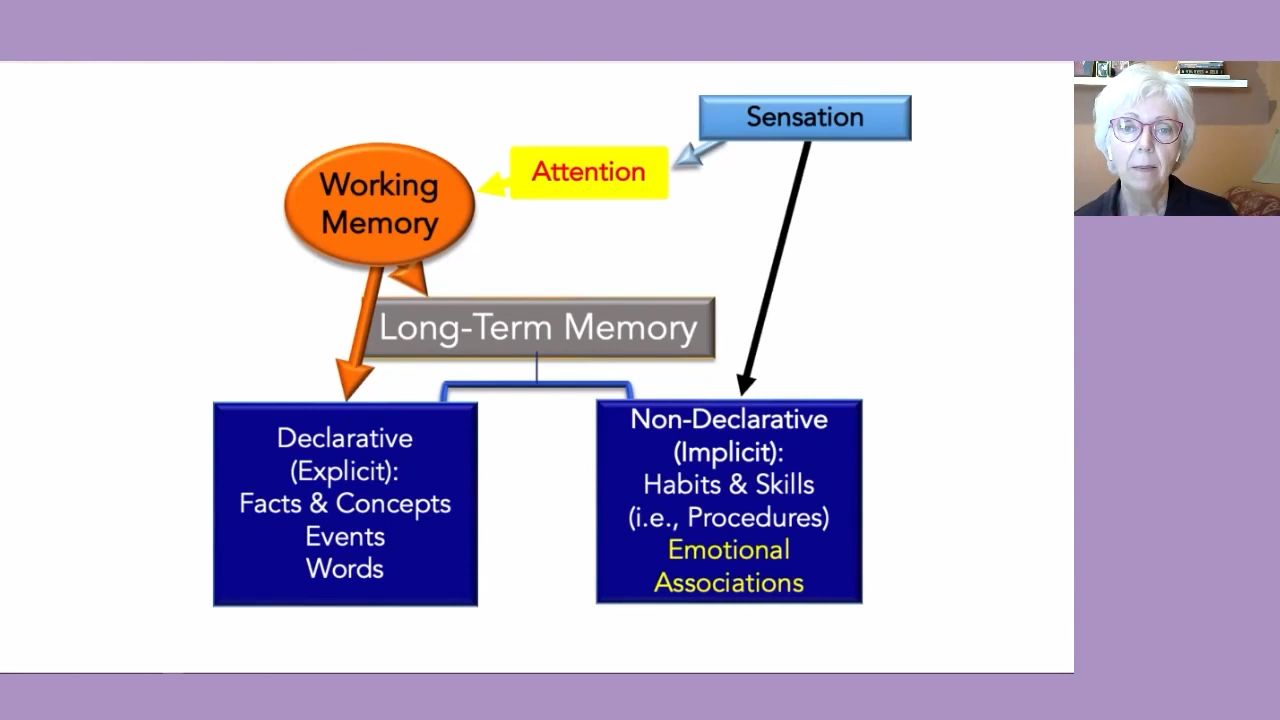 Sensation
Attention
Working
Memory
Long-Term Memory
Declarative
(Explicit):
Facts & Concepts
Events
Words
Non-Declarative
(Implicit):
Habits & Skills
(i.e., Procedures)
Emotional
Associations